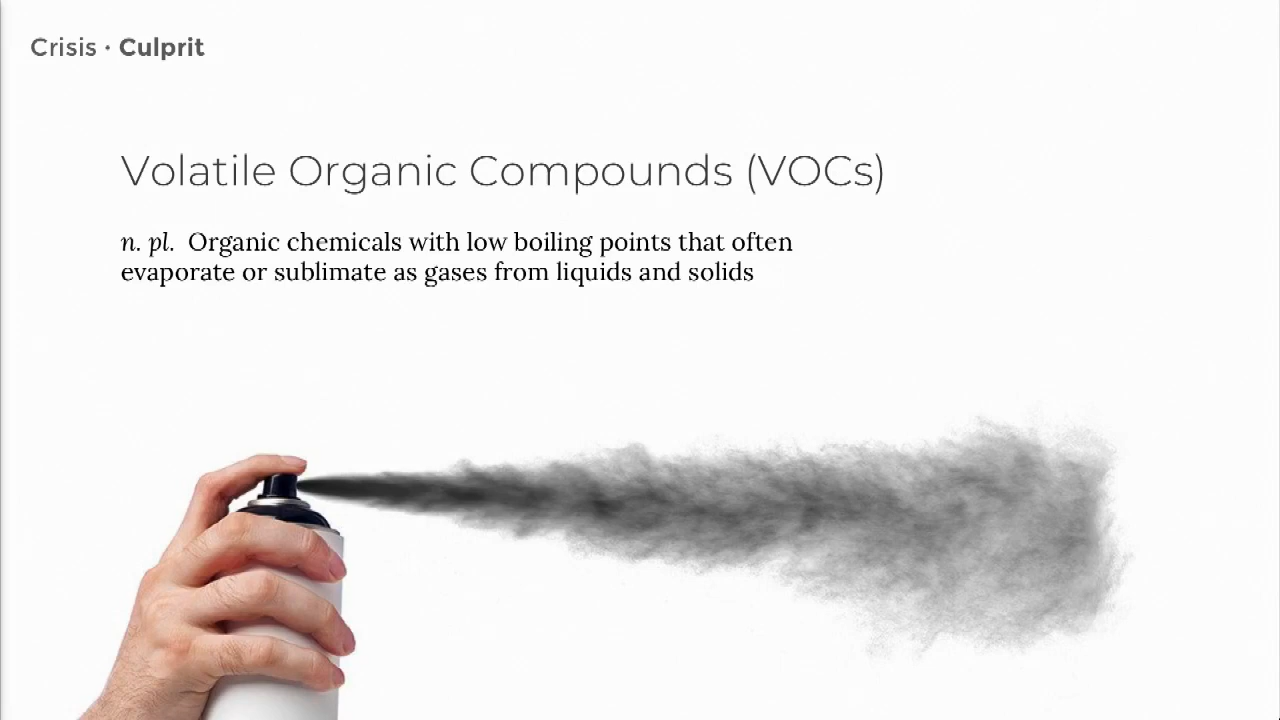 Crisis • Culprit
Volatile Organic Compounds (VOCs)
n. pl. Organic chemicals with low boiling points that often
evaporate or sublimate as gases from liquids and solids